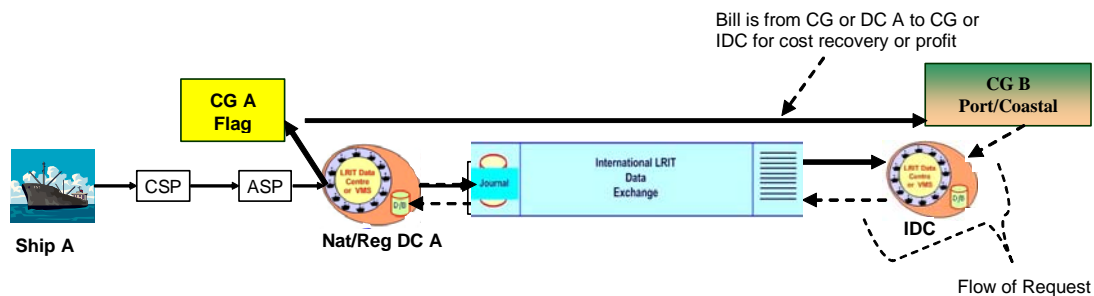 Bill is from CG or DC A to CG or
IDC for cost recovery or profit
CG A
Flag
CG B
Port/Coastal
CSP
ASP
LRIT Data
Centre
or VMS
D/B
Journal
International LRIT
Data
Exchange
LRIT Data
Centre
or VMS
D/B
Ship A
Nat/Reg DC A
IDC
Flow of Request